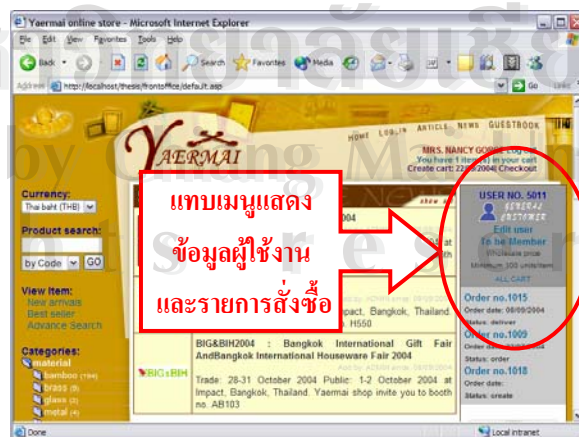 Yaermai online store - Microsoft Internet Explorer
File Edit View Favorites Tools Help
Back Search Favorites Media
Address http://localhost/thesis/frontoffice/default.asp Go Links
HOME LOG-IN ARTICLE NEWS GUESTBOOK
YAERMAI
MRS. NANCY
You have 1 item(s) in your cart
Create cart: 22/09/2004| Checkout
Currency:
Thai baht (THB)
Product search:
by Code GO
View Item:
New arrivals
Best seller
Advance Search
Categories:
material
bamboo (194)
brass
glass
metal
แทบเมนูแสดง
ข้อมูลผู้ใช้งาน
และรายการสั่งซื้อ
USER NO. 5011
GENERAL
CUSTOMER
Edit user
To be Member
Wholesale price
Minimum 100 units/item
ALL CART
Order no.1015
Order date: 08/09/2004
Status: deliver
Order no.1009
Status: order
Order no.1018
Order date:
Status: create
Impact, Bangkok, Thailand.
H550
BIG&BIH2004 : Bangkok International Gift Fair
AndBangkok International Houseware Fair 2004
BIG&BIH
Trade: 28-31 October 2004 Public: 1-2 October 2004 at
Impact, Bangkok, Thailand. Yaermai shop invite you to booth
no. AB103
Done Local intranet
by Chiang Mai